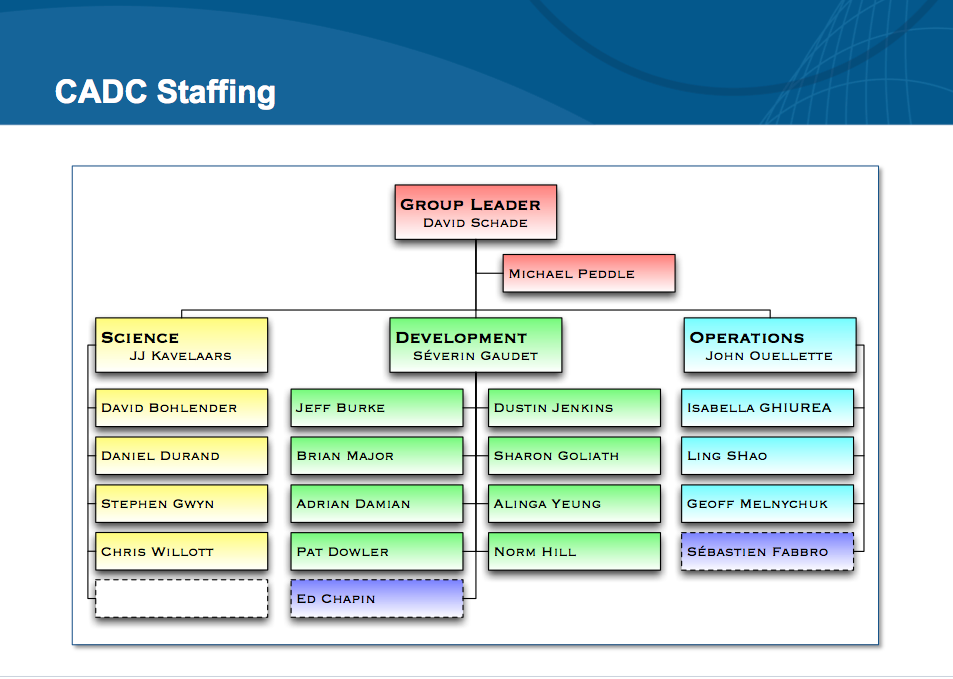 CADC Staffing
GROUP LEADER
DAVID SCHADE
MICHAEL PEDDLE
SCIENCE
JJ KAVELAARS
DEVELOPMENT
SÉVERIN GAUDET
OPERATIONS
JOHN OUELLETTE
DAVID BOHLENDER
JEFF BURKE
DUSTIN JENKINS
ISABELLA GHIUREA
DANIEL DURAND
BRIAN MAJOR
SHARON GOLIATH
LING SHAO
STEPHEN GWYN
ADRIAN DAMIAN
ALINGA YEUNG
GEOFF MELNYCHUK
CHRIS WILLOTT
PAT DOWLER
NORM HILL
SÉBASTIEN FABBRO
ED CHAPIN